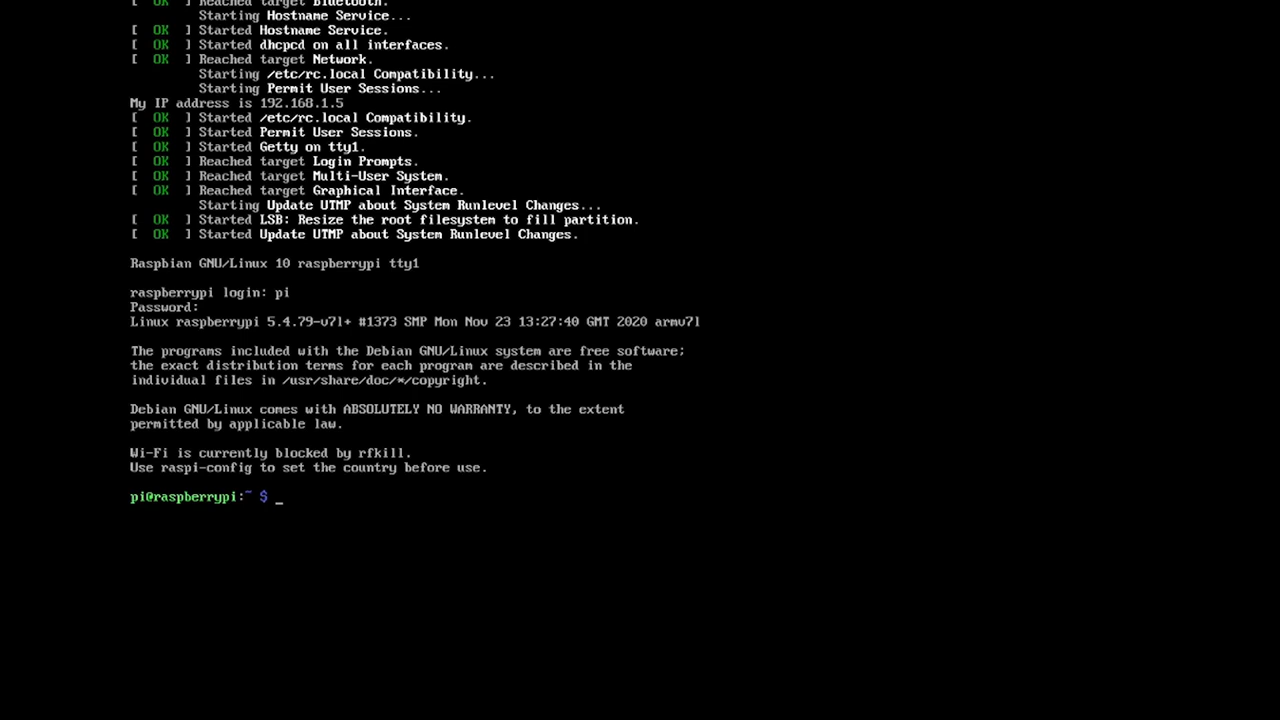 [  OK  ] Reached target Bluetooth.
         Starting Hostname Service...
[  OK  ] Started Hostname Service.
[  OK  ] Started dhcpcd on all interfaces.
[  OK  ] Reached target Network.
         Starting /etc/rc.local Compatibility...
         Starting Permit User Sessions...
My IP address is 192.168.1.5
[  OK  ] Started /etc/rc.local Compatibility.
[  OK  ] Started Permit User Sessions.
[  OK  ] Started Getty on tty1.
[  OK  ] Reached target Login Prompts.
[  OK  ] Reached target Multi-User System.
[  OK  ] Reached target Graphical Interface.
         Starting Update UTMP about System Runlevel Changes...
[  OK  ] Started LSB: Resize the root filesystem to fill partition.
[  OK  ] Started Update UTMP about System Runlevel Changes.
Raspbian GNU/Linux 10 raspberrypi tty1
raspberrypi login: pi
Password:
Linux raspberrypi 5.4.79-v7l+ #1373 SMP Mon Nov 23 13:27:40 GMT 2020 armv7l
The programs included with the Debian GNU/Linux system are free software;
the exact distribution terms for each program are described in the
individual files in /usr/share/doc/*/copyright.
Debian GNU/Linux comes with ABSOLUTELY NO WARRANTY, to the extent
permitted by applicable law.
Wi-Fi is currently blocked by rfkill.
Use raspi-config to set the country before use.
pi@raspberrypi:~ $ _